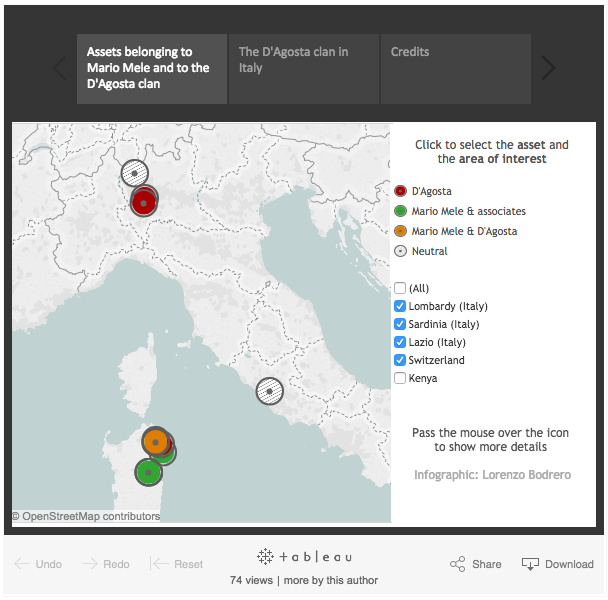 Assets belonging to
Mario Mele and to the
D'Agosta clan
The D'Agosta clan in
Italy
Credits
Click to select the asset and
the area of interest
D'Agosta
Mario Mele & associates
Mario Mele & D'Agosta
Neutral
(All)
Lombardy (Italy)
Sardinia (Italy)
Lazio (Italy)
Switzerland
Kenya
Pass the mouse over the icon
to show more details
Infographic: Lorenzo Bodrero
© OpenStreetMap contributors
Undo
Redo
Reset
+ a b l e a u
74 views | more by this author
Share
Download